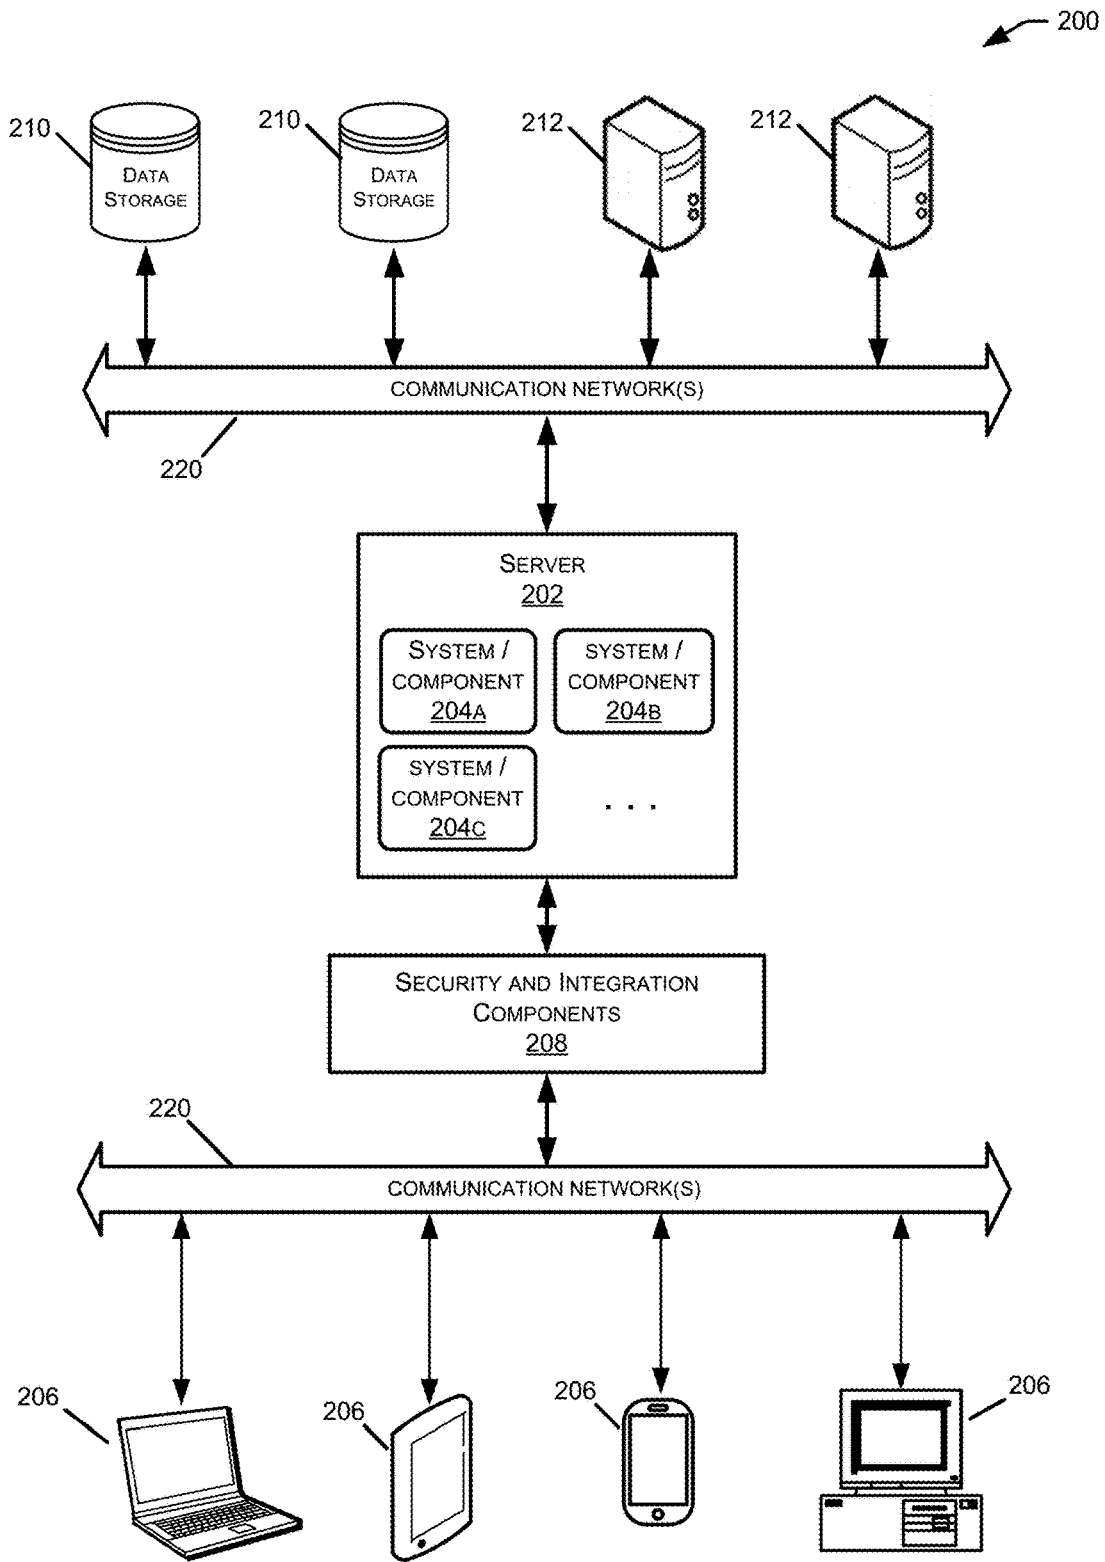 200
210
210
212
212
DATA
STORAGE
DATA
STORAGE
COMMUNICATION NETWORK(S)
220
SERVER
202
SYSTEM /
COMPONENT
204A
SYSTEM /
COMPONENT
204B
SYSTEM /
COMPONENT
204C
. . .
SECURITY AND INTEGRATION
COMPONENTS
208
220
COMMUNICATION NETWORK(S)
206
206
206
206